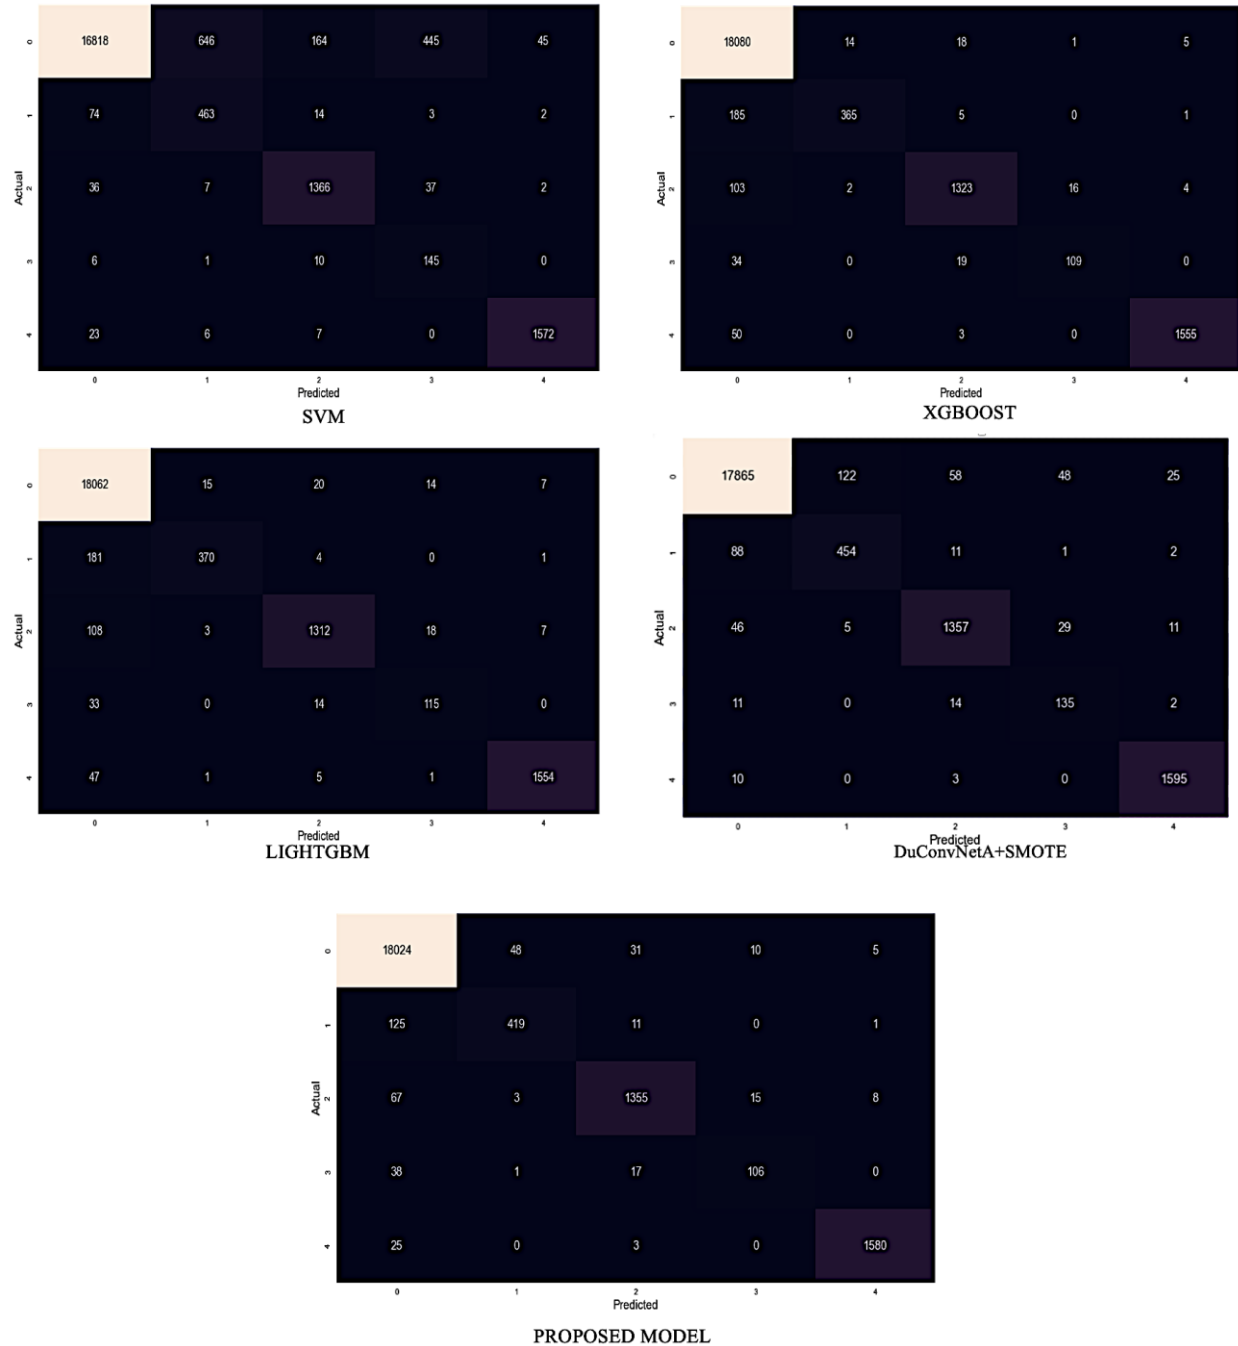 0 16818 646 164 445 45
1 74 463 14 3 2
2 36 7 1366 37 2
3 6 1 10 145 0
4 23 6 7 0 1572
Actual
0 1 2 3 4
Predicted
SVM
0 18080 14 18 1 5
1 185 365 5 0 1
2 103 2 1323 16 4
3 34 0 19 109 0
4 50 0 3 0 1555
Actual
0 1 2 3 4
Predicted
XGBOOST
0 18062 15 20 14 7
1 181 370 4 0 1
2 108 3 1312 18 7
3 33 0 14 115 0
4 47 1 5 1 1554
Actual
0 1 2 3 4
Predicted
LIGHTGBM
0 17865 122 58 48 25
1 88 454 11 1 2
2 46 5 1357 29 11
3 11 0 14 135 2
4 10 0 3 0 1595
Actual
0 1 2 3 4
Predicted
DuConvNetA+SMOTE
0 18024 48 31 10 5
1 125 419 11 0 1
2 67 3 1355 15 8
3 38 1 17 106 0
4 25 0 3 0 1580
Actual
0 1 2 3 4
Predicted
PROPOSED MODEL